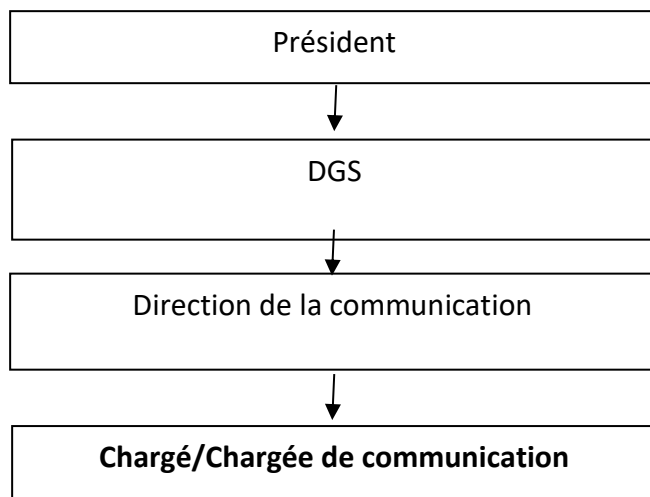 Président
DGS
Direction de la communication
Chargé/Chargée de communication